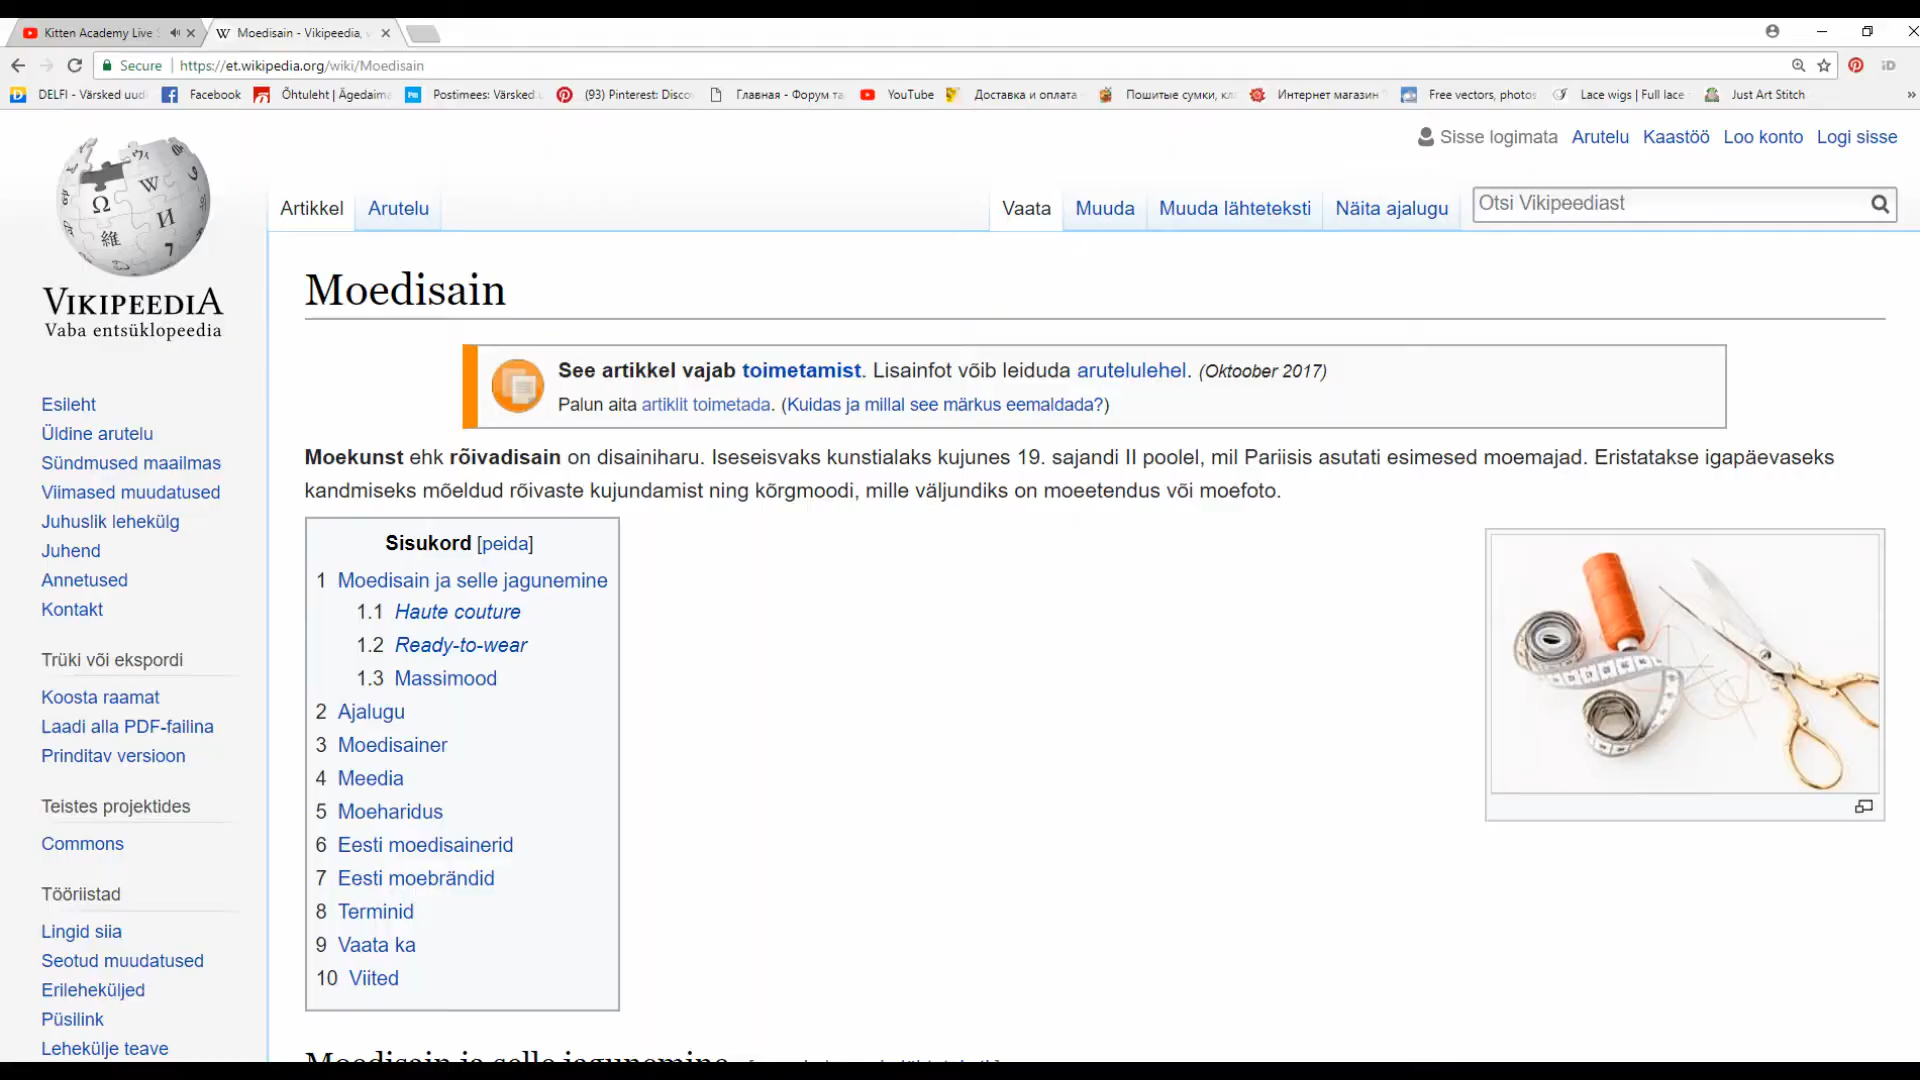 Kitten Academy Live
Moedisain - Vikipeedia,
Secure https://et.wikipedia.org/wiki/Moedisain
DELFI - Värsked uud Facebook Õhtuleht | Ägedaim Postimees: Värsked (93) Pinterest: Disco Главная - Форум та YouTube Доставка и оплата Пошитые сумки, кл Интернет магазин Free vectors, photos Lace wigs | Full lace Just Art Stitch »
Sisse logimata Arutelu Kaastöö Loo konto Logi sisse
Artikkel Arutelu Vaata Muuda Muuda lähteteksti Näita ajalugu Otsi Vikipeediast
VIKIPEEDIA
Vaba entsüklopeedia
Esileht
Üldine arutelu
Sündmused maailmas
Viimased muudatused
Juhuslik lehekülg
Juhend
Annetused
Kontakt
Trüki või ekspordi
Koosta raamat
Laadi alla PDF-failina
Prinditav versioon
Teistes projektides
Commons
Tööriistad
Lingid siia
Seotud muudatused
Erileheküljed
Püsilink
Lehekülje teave
Moedisain
See artikkel vajab toimetamist. Lisainfot võib leiduda arutelulehel. (Oktoober 2017)
Palun aita artiklit toimetada. (Kuidas ja millal see märkus eemaldada?)
Moekunst ehk rõivadisain on disainiharu. Iseseisvaks kunstialaks kujunes 19. sajandi II poolel, mil Pariisis asutati esimesed moemajad. Eristatakse igapäevaseks
kandmiseks mõeldud rõivaste kujundamist ning kõrgmoodi, mille väljundiks on moeetendus või moefoto.
Sisukord [peida]
1 Moedisain ja selle jagunemine
1.1 Haute couture
1.2 Ready-to-wear
1.3 Massimood
2 Ajalugu
3 Moedisainer
4 Meedia
5 Moeharidus
6 Eesti moedisainerid
7 Eesti moebrändid
8 Terminid
9 Vaata ka
10 Viited
Moedisain ja selle jagunemine